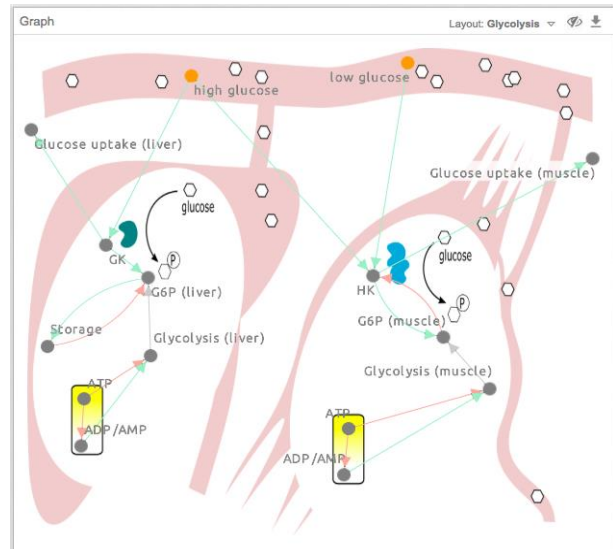 Graph
Layout: Glycolysis
low glucose
high glucose
Glucose uptake (liver)
Glucose uptake (muscle)
glucose
P
GK
G6P (liver)
Storage
Glycolysis (liver)
ATP
ADP/AMP
glucose
HK
P
G6P (muscle)
Glycolysis (muscle)
ATP
ADP/AMP